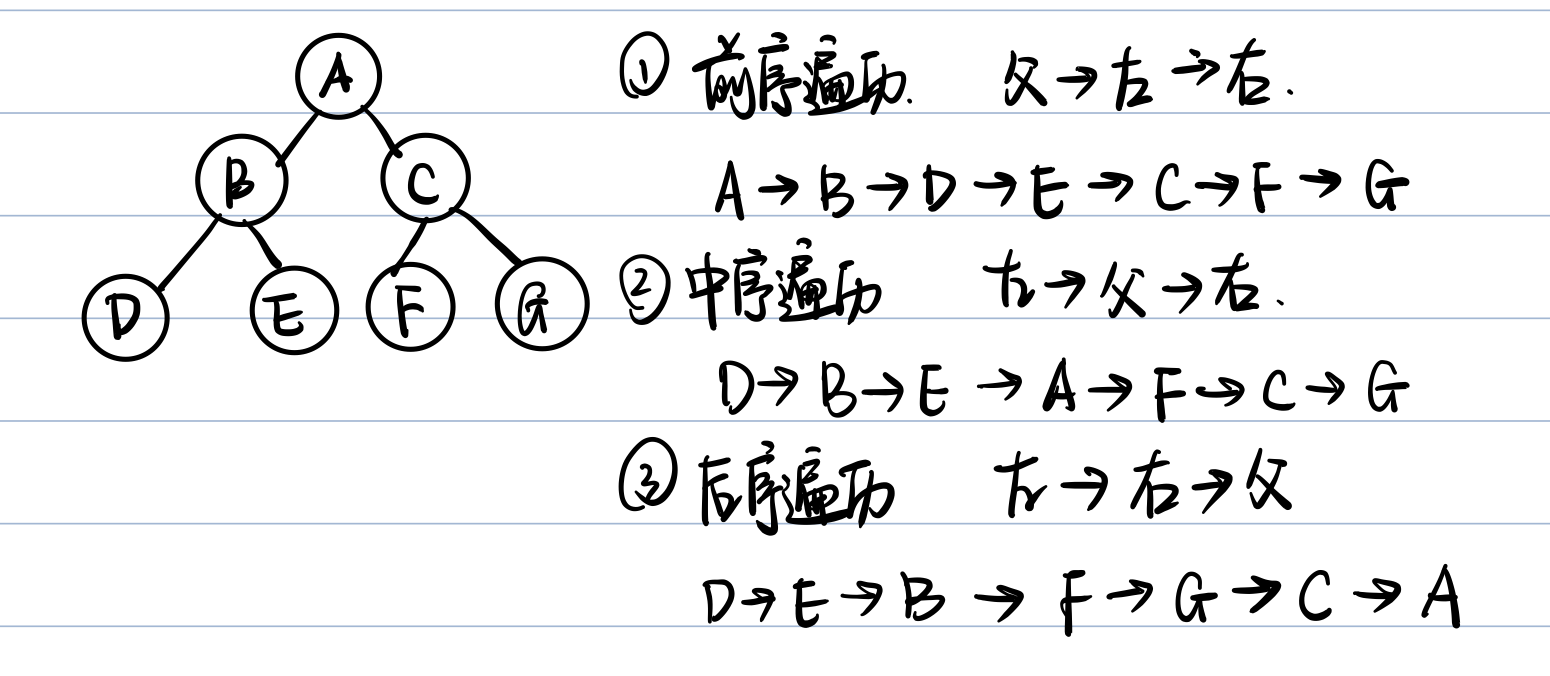 A
B C
D E F G
① 前序遍历. 父→左→右.
A→B→D→E→C→F→G
② 中序遍历 左→父→右.
D→B→E→A→F→C→G
③ 后序遍历 左→右→父
D→E→B→F→G→C→A